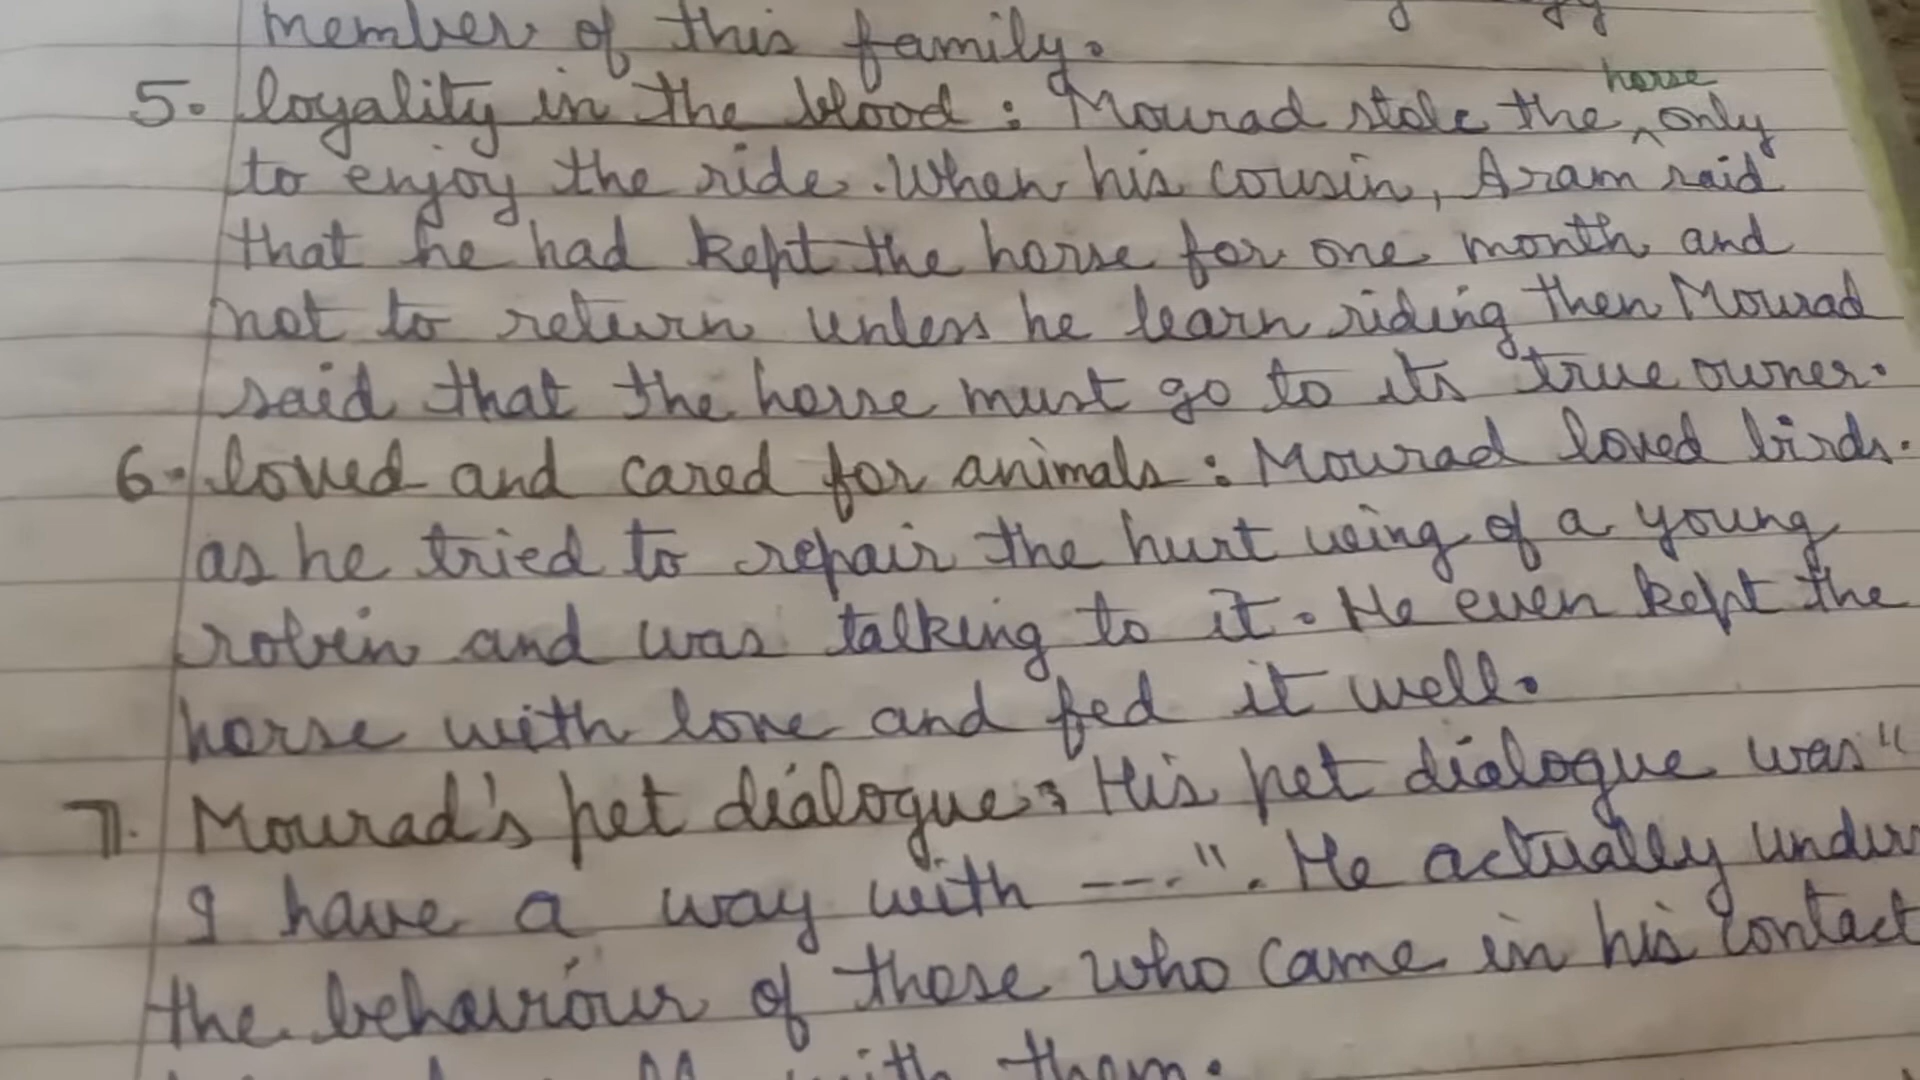 member of this family.
5. loyality in the blood : Mourad stole the ^ horse only
to enjoy the ride. When his cousin, Aram said
that he had kept the horse for one month and
not to return unless he learn riding then Mourad
said that the horse must go to its true owner.
6. loved and cared for animals : Mourad loved birds.
as he tried to repair the hurt wing of a young
robin and was talking to it. He even kept the
horse with love and fed it well.
7. Mourad's pet dialogue : His pet dialogue was "
I have a way with ---.". He actually under
the behaviour of those who came in his contact
with them.